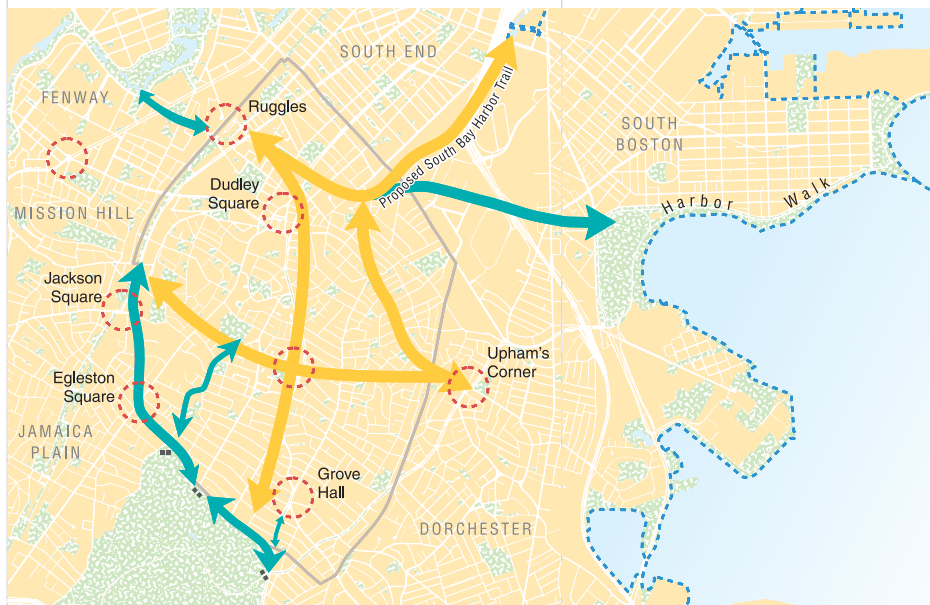 SOUTH END
FENWAY
Ruggles
Proposed South Bay Harbor Trail
SOUTH
BOSTON
Dudley
Square
Harbor Walk
MISSION HILL
Jackson
Square
Upham's
Corner
Egleston
Square
JAMAICA
PLAIN
Grove
Hall
DORCHESTER